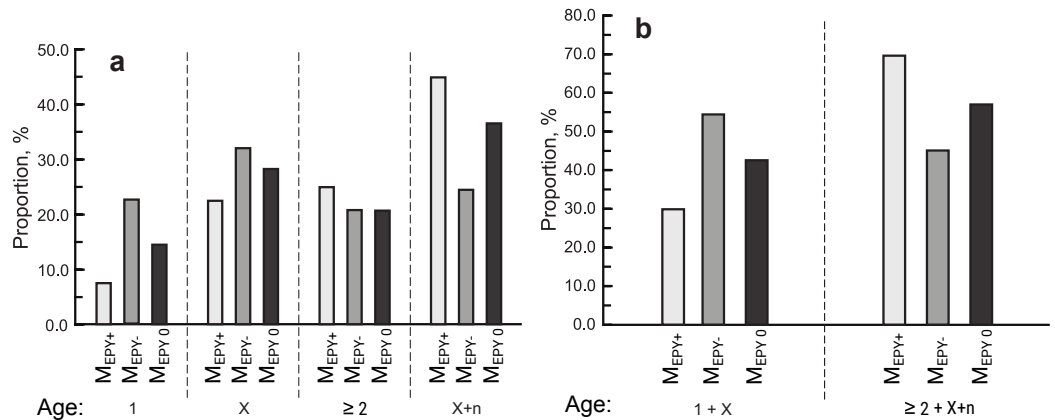 a
Proportion, %
50.0
40.0
30.0
20.0
10.0
0.0
MEPY+
MEPY-
MEPY 0
MEPY+
MEPY-
MEPY 0
MEPY+
MEPY-
MEPY 0
MEPY+
MEPY-
MEPY 0
Age: 1 X ≥ 2 X+n
b
Proportion, %
80.0
70.0
60.0
50.0
40.0
30.0
20.0
10.0
0.0
MEPY+
MEPY-
MEPY 0
MEPY+
MEPY-
MEPY 0
Age: 1 + X ≥ 2 + X+n